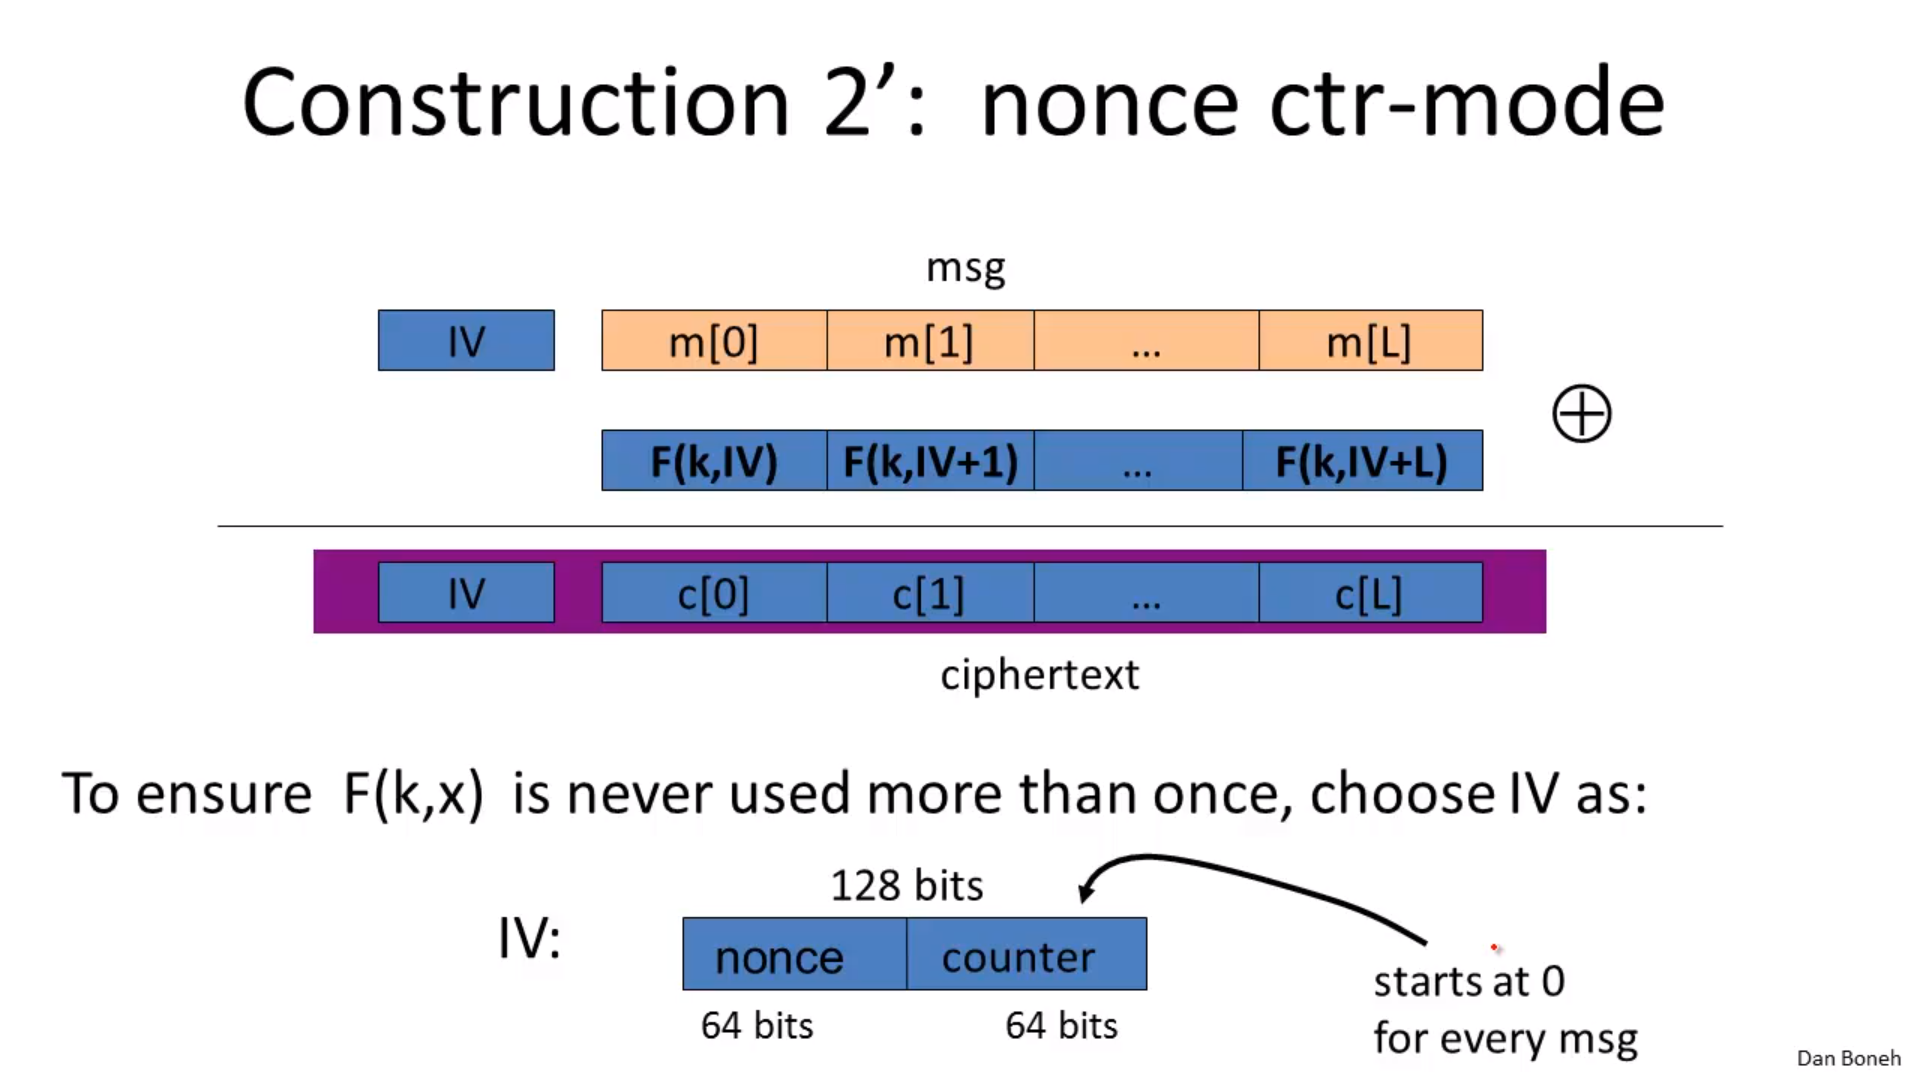 Construction 2’: nonce ctr-mode
msg
IV m[0] m[1] ... m[L]
⊕
F(k,IV) F(k,IV+1) ... F(k,IV+L)
IV c[0] c[1] ... c[L]
ciphertext
To ensure F(k,x) is never used more than once, choose IV as:
128 bits
IV: nonce counter
64 bits 64 bits
starts at 0
for every msg
Dan Boneh